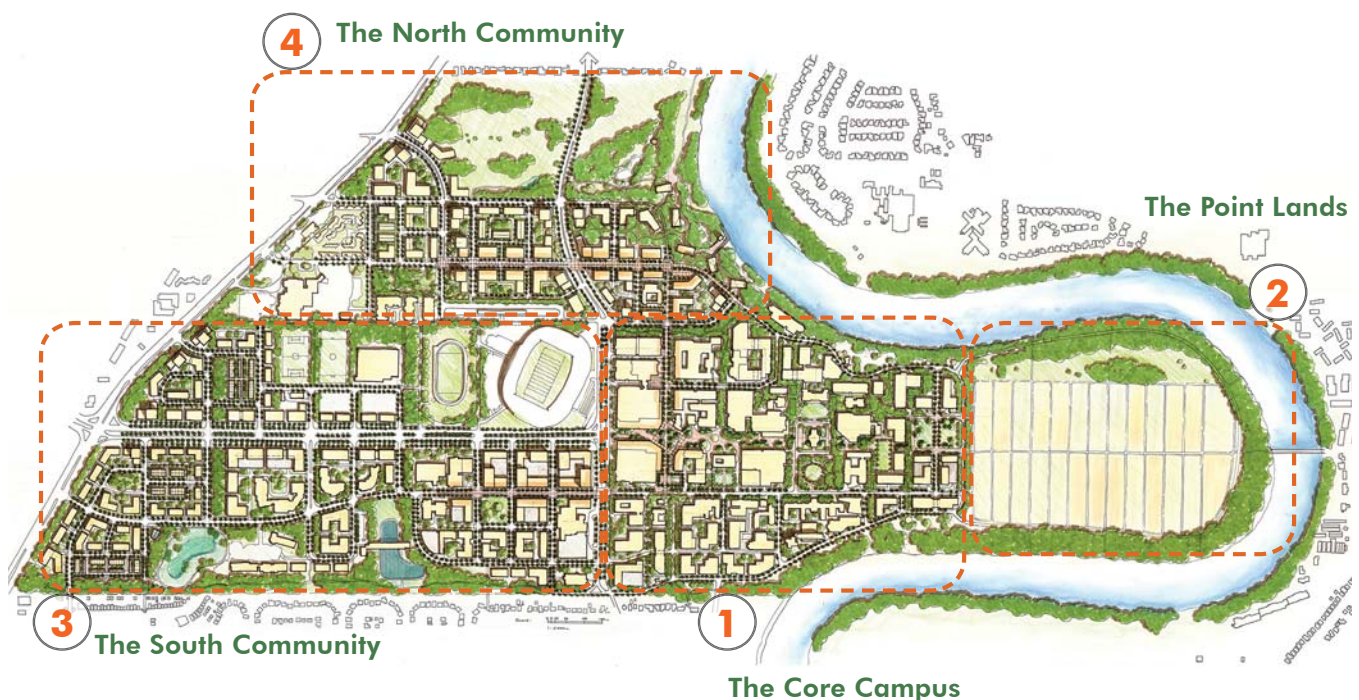 4
The North Community
The Point Lands
2
3
The South Community
1
The Core Campus